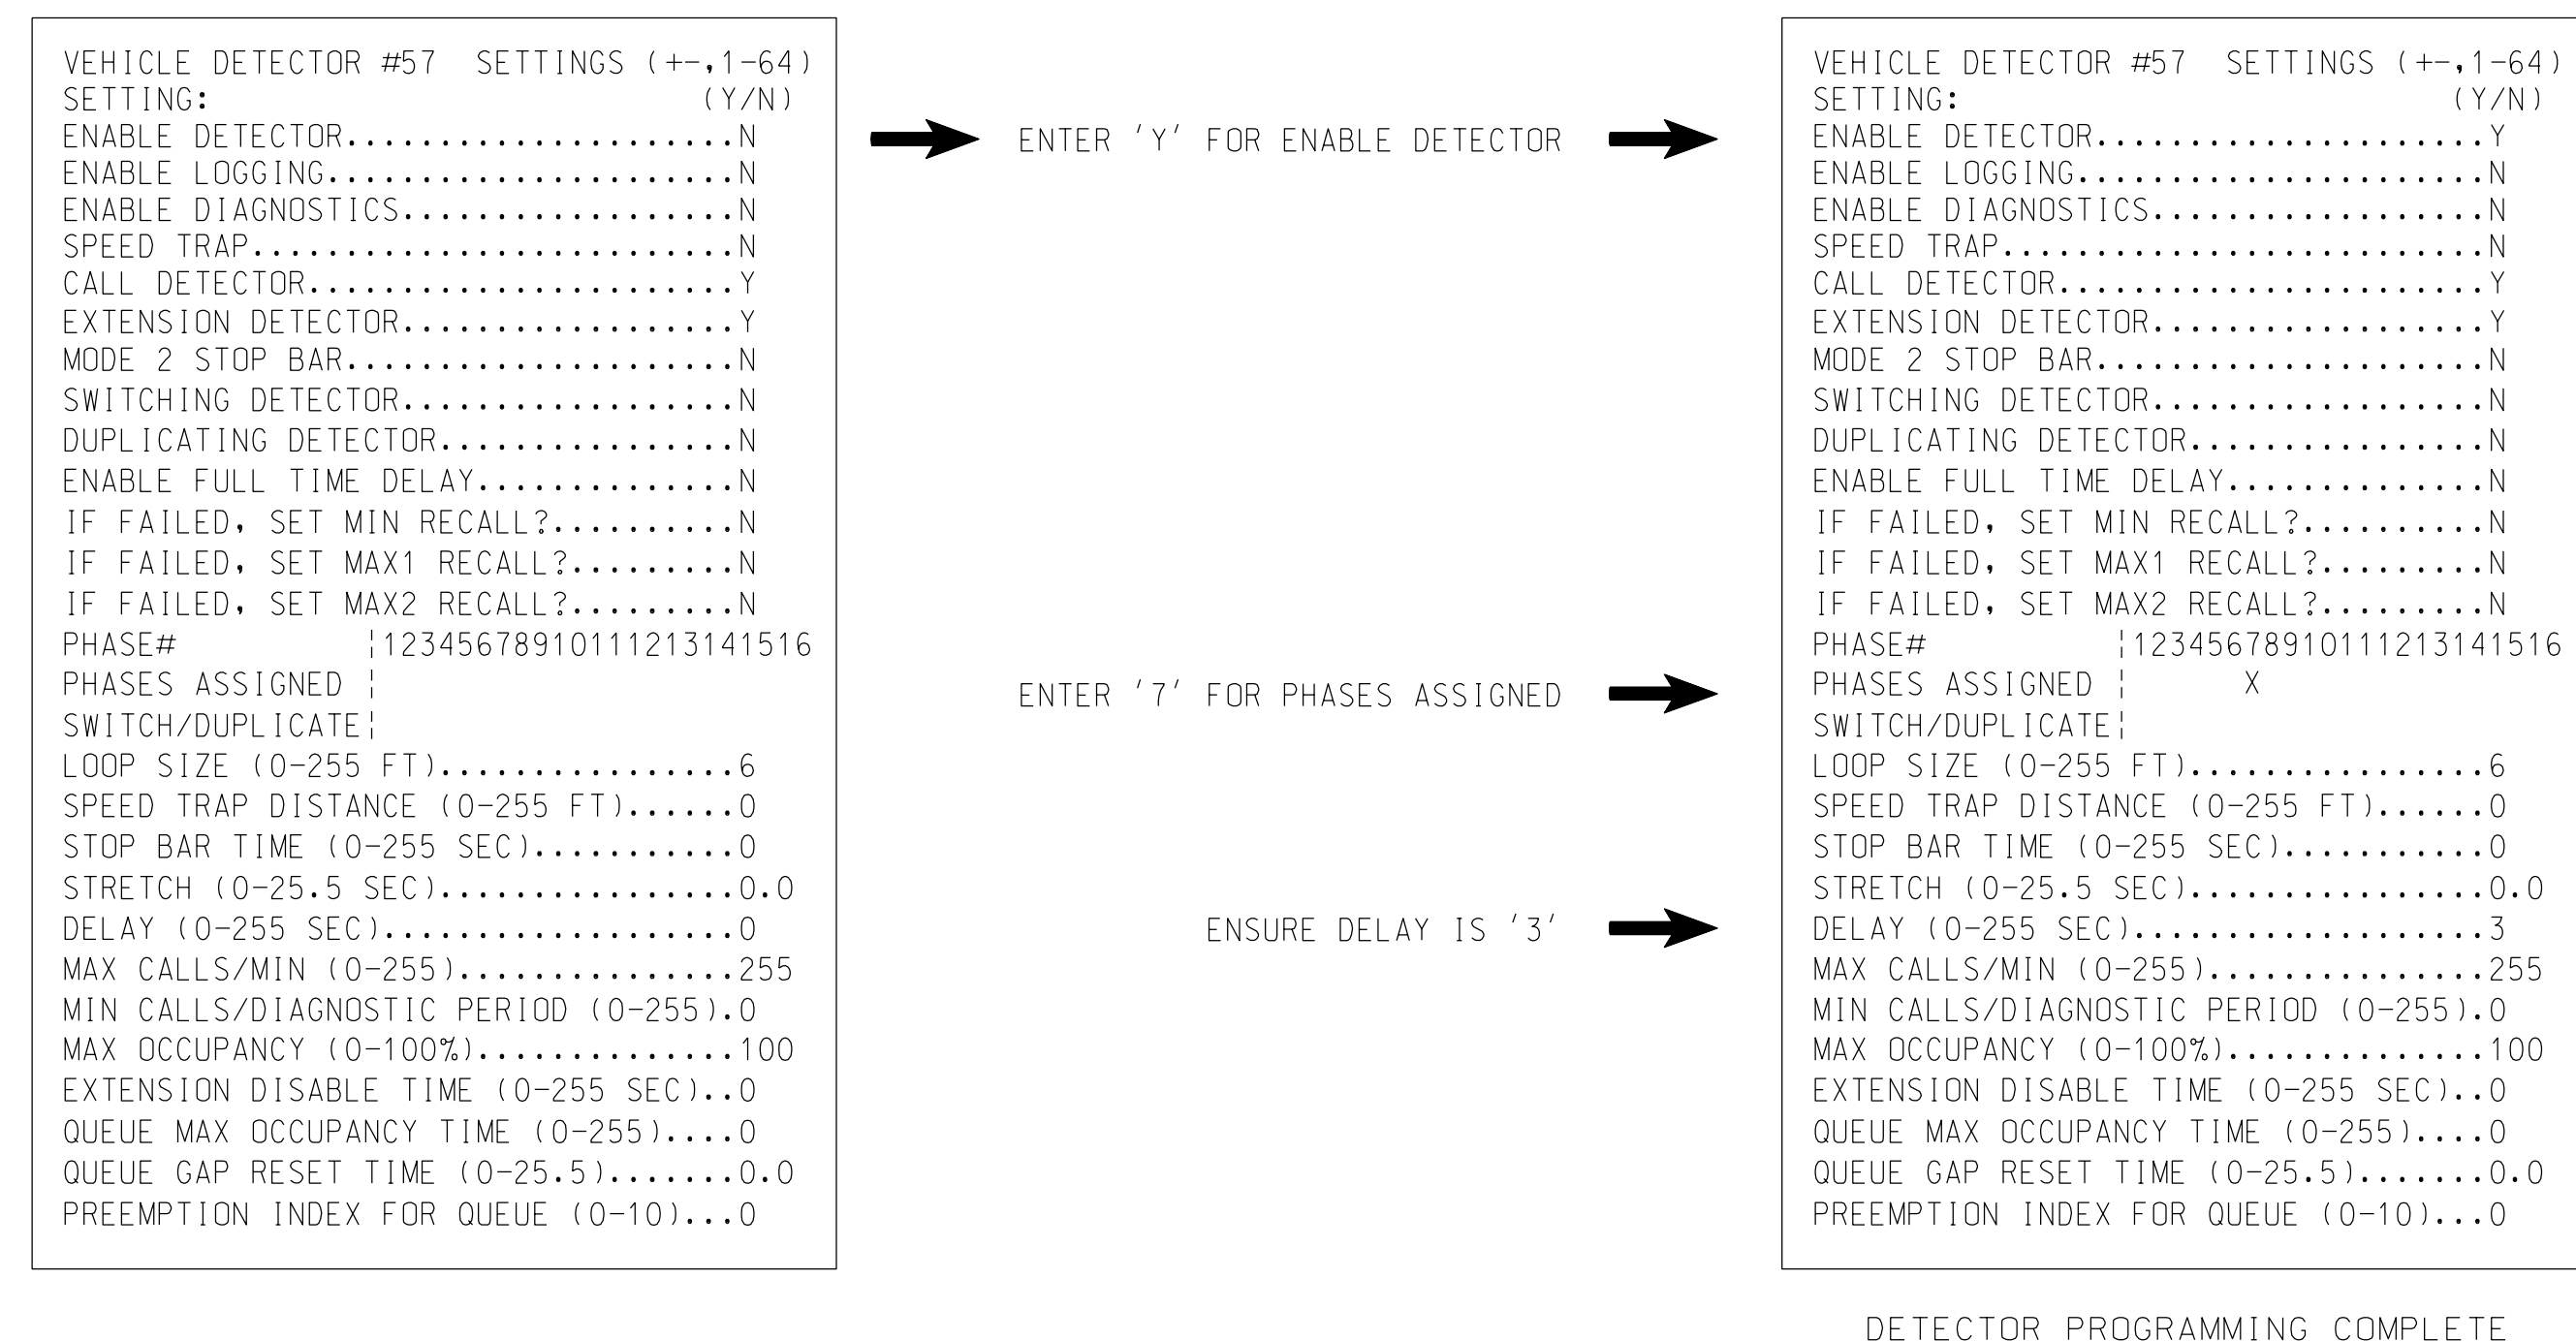 VEHICLE DETECTOR #57  SETTINGS (+-,1-64)
SETTING:                          (Y/N)
ENABLE DETECTOR.....................N
ENABLE LOGGING......................N
ENABLE DIAGNOSTICS..................N
SPEED TRAP..........................N
CALL DETECTOR.......................Y
EXTENSION DETECTOR..................Y
MODE 2 STOP BAR.....................N
SWITCHING DETECTOR..................N
DUPLICATING DETECTOR................N
ENABLE FULL TIME DELAY..............N
IF FAILED, SET MIN RECALL?..........N
IF FAILED, SET MAX1 RECALL?.........N
IF FAILED, SET MAX2 RECALL?.........N
PHASE#          ¦12345678910111213141516
PHASES ASSIGNED ¦
SWITCH/DUPLICATE¦
LOOP SIZE (0-255 FT)................6
SPEED TRAP DISTANCE (0-255 FT)......0
STOP BAR TIME (0-255 SEC)...........0
STRETCH (0-25.5 SEC)................0.0
DELAY (0-255 SEC)...................0
MAX CALLS/MIN (0-255)...............255
MIN CALLS/DIAGNOSTIC PERIOD (0-255).0
MAX OCCUPANCY (0-100%)..............100
EXTENSION DISABLE TIME (0-255 SEC)..0
QUEUE MAX OCCUPANCY TIME (0-255)....0
QUEUE GAP RESET TIME (0-25.5).......0.0
PREEMPTION INDEX FOR QUEUE (0-10)...0
ENTER 'Y' FOR ENABLE DETECTOR
ENTER '7' FOR PHASES ASSIGNED
ENSURE DELAY IS '3'
VEHICLE DETECTOR #57  SETTINGS (+-,1-64)
SETTING:                          (Y/N)
ENABLE DETECTOR.....................Y
ENABLE LOGGING......................N
ENABLE DIAGNOSTICS..................N
SPEED TRAP..........................N
CALL DETECTOR.......................Y
EXTENSION DETECTOR..................Y
MODE 2 STOP BAR.....................N
SWITCHING DETECTOR..................N
DUPLICATING DETECTOR................N
ENABLE FULL TIME DELAY..............N
IF FAILED, SET MIN RECALL?..........N
IF FAILED, SET MAX1 RECALL?.........N
IF FAILED, SET MAX2 RECALL?.........N
PHASE#          ¦12345678910111213141516
PHASES ASSIGNED ¦      X
SWITCH/DUPLICATE¦
LOOP SIZE (0-255 FT)................6
SPEED TRAP DISTANCE (0-255 FT)......0
STOP BAR TIME (0-255 SEC)...........0
STRETCH (0-25.5 SEC)................0.0
DELAY (0-255 SEC)...................3
MAX CALLS/MIN (0-255)...............255
MIN CALLS/DIAGNOSTIC PERIOD (0-255).0
MAX OCCUPANCY (0-100%)..............100
EXTENSION DISABLE TIME (0-255 SEC)..0
QUEUE MAX OCCUPANCY TIME (0-255)....0
QUEUE GAP RESET TIME (0-25.5).......0.0
PREEMPTION INDEX FOR QUEUE (0-10)...0
DETECTOR PROGRAMMING COMPLETE